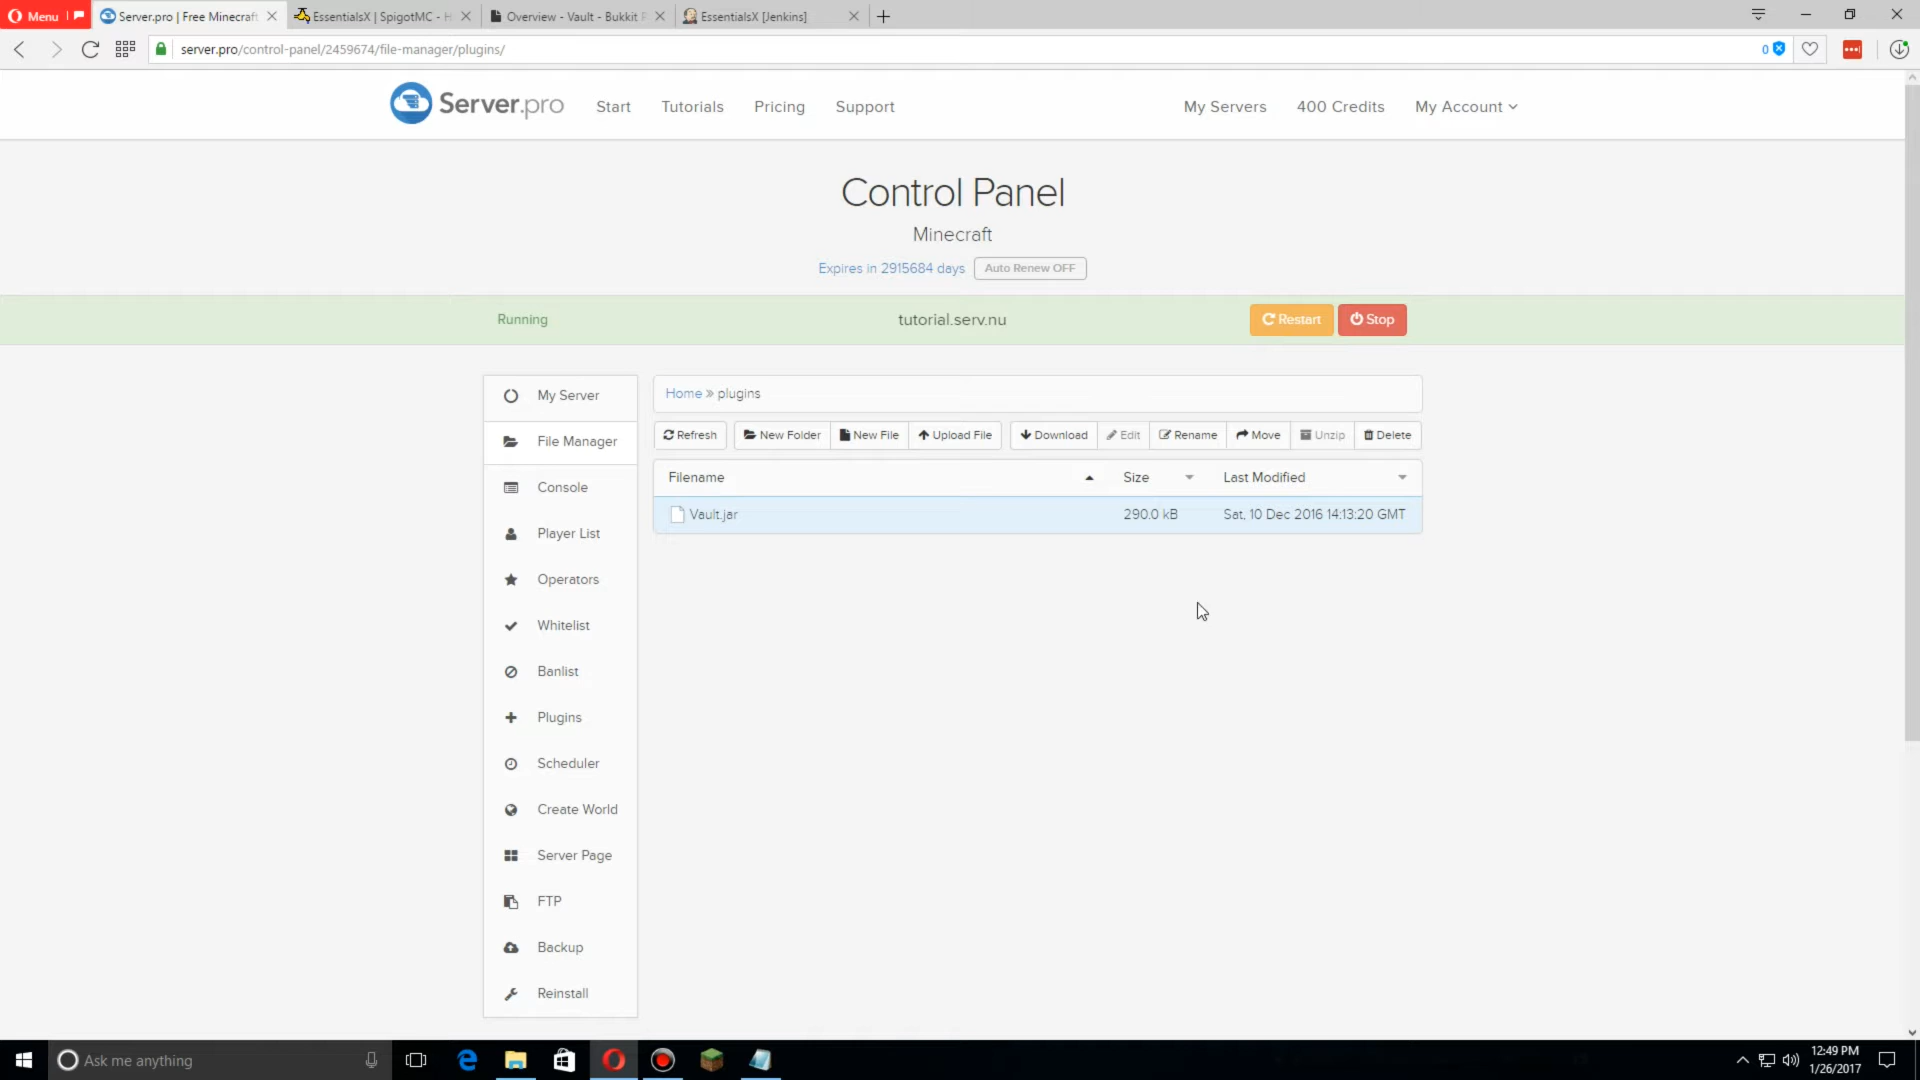 Menu
Server.pro | Free Minecraft
EssentialsX | SpigotMC - H
Overview - Vault - Bukkit P
EssentialsX [Jenkins]
server.pro/control-panel/2459674/file-manager/plugins/
0
Server.pro
Start
Tutorials
Pricing
Support
My Servers
400 Credits
My Account
Control Panel
Minecraft
Expires in 2915684 days
Auto Renew OFF
Running
tutorial.serv.nu
Restart
Stop
My Server
File Manager
Console
Player List
Operators
Whitelist
Banlist
Plugins
Scheduler
Create World
Server Page
FTP
Backup
Reinstall
Home » plugins
Refresh
New Folder
New File
Upload File
Download
Edit
Rename
Move
Unzip
Delete
Filename
Size
Last Modified
Vault.jar
290.0 kB
Sat, 10 Dec 2016 14:13:20 GMT
Ask me anything
12:49 PM
1/26/2017